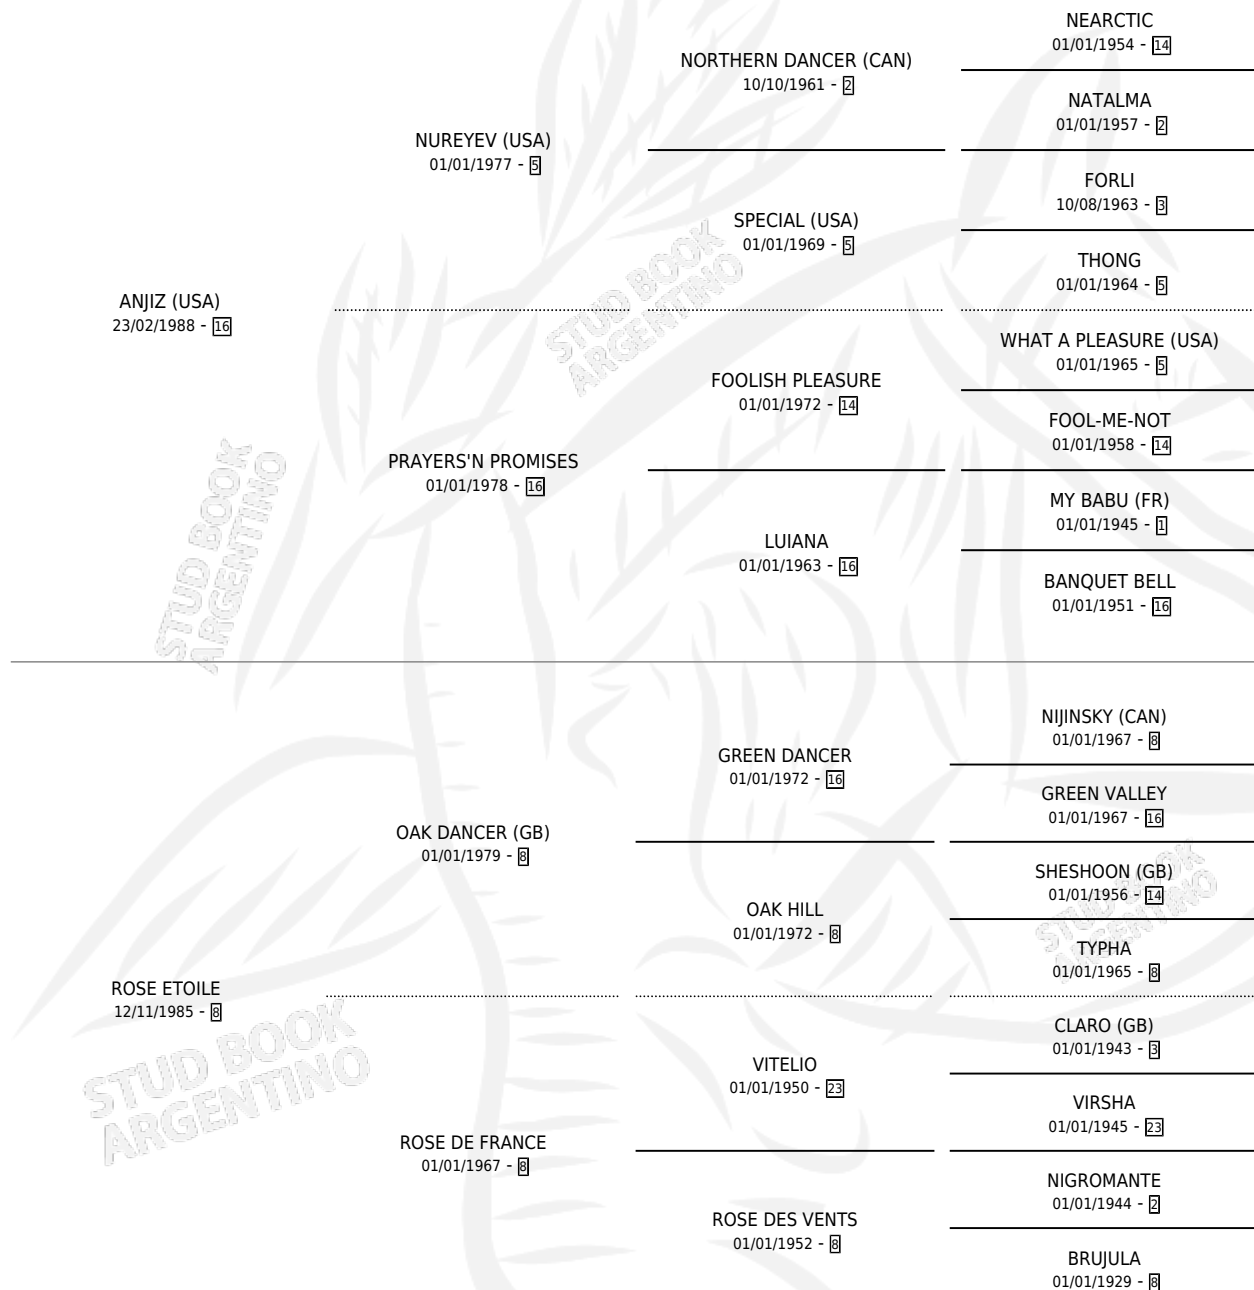 NEARCTIC
01/01/1954 - 14
NORTHERN DANCER (CAN)
10/10/1961 - 2
NATALMA
01/01/1957 - 2
NUREYEV (USA)
01/01/1977 - 5
FORLI
10/08/1963 - 3
SPECIAL (USA)
01/01/1969 - 5
THONG
01/01/1964 - 5
ANJIZ (USA)
23/02/1988 - 16
WHAT A PLEASURE (USA)
01/01/1965 - 5
FOOLISH PLEASURE
01/01/1972 - 14
FOOL-ME-NOT
01/01/1958 - 14
PRAYERS'N PROMISES
01/01/1978 - 16
MY BABU (FR)
01/01/1945 - 1
LUIANA
01/01/1963 - 16
BANQUET BELL
01/01/1951 - 16
NIJINSKY (CAN)
01/01/1967 - 8
GREEN DANCER
01/01/1972 - 16
GREEN VALLEY
01/01/1967 - 16
OAK DANCER (GB)
01/01/1979 - 8
SHESHOON (GB)
01/01/1956 - 14
OAK HILL
01/01/1972 - 8
TYPHA
01/01/1965 - 8
ROSE ETOILE
12/11/1985 - 8
CLARO (GB)
01/01/1943 - 3
VITELIO
01/01/1950 - 23
VIRSHA
01/01/1945 - 23
ROSE DE FRANCE
01/01/1967 - 8
NIGROMANTE
01/01/1944 - 2
ROSE DES VENTS
01/01/1952 - 8
BRUJULA
01/01/1929 - 8
STUD BOOK
ARGENTINO
STUD BOOK
ARGENTINO
STUD BOOK
ARGENTINO
STUD BOOK
ARGENTINO